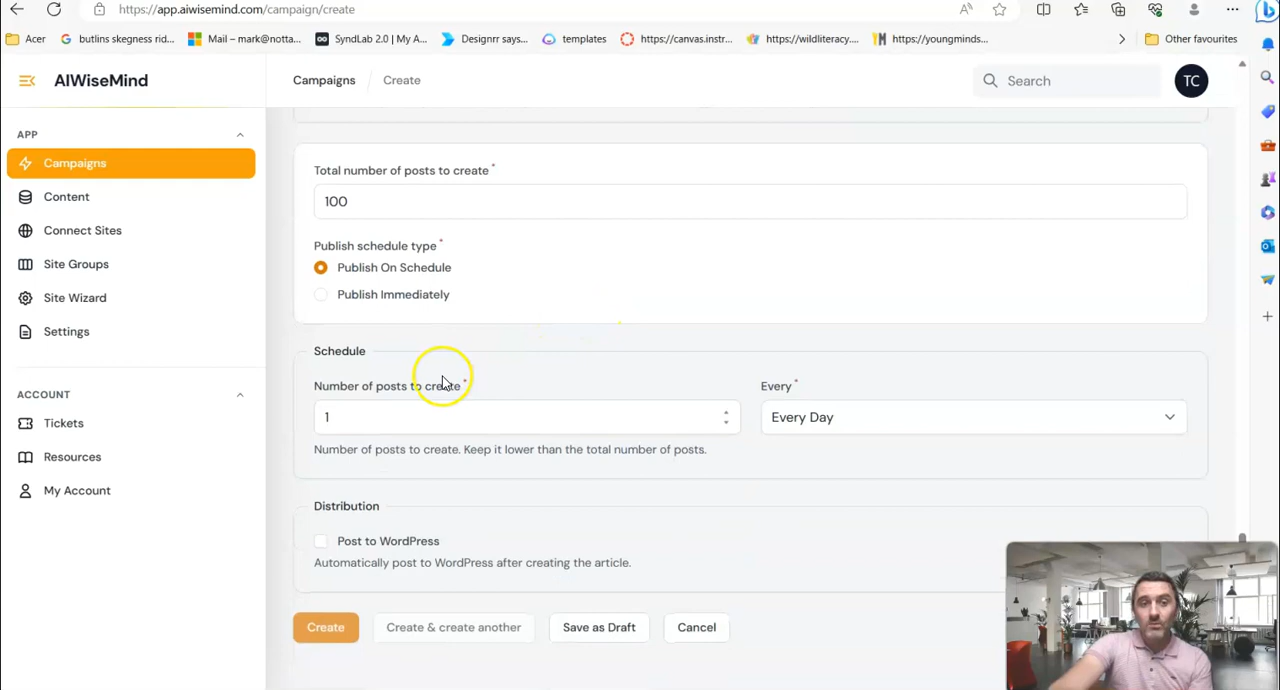 https://app.aiwisemind.com/campaign/create
Acer
butlins skegness rid...
Mail – mark@notta...
SyndLab 2.0 | My A...
Designrr says...
templates
https://canvas.instr...
https://wildliteracy....
https://youngminds...
Other favourites
AIWiseMind
Campaigns / Create
Search
TC
APP
Campaigns
Content
Connect Sites
Site Groups
Site Wizard
Settings
ACCOUNT
Tickets
Resources
My Account
Total number of posts to create *
100
Publish schedule type *
Publish On Schedule
Publish Immediately
Schedule
Number of posts to create *
1
Number of posts to create. Keep it lower than the total number of posts.
Every *
Every Day
Distribution
Post to WordPress
Automatically post to WordPress after creating the article.
Create
Create & create another
Save as Draft
Cancel